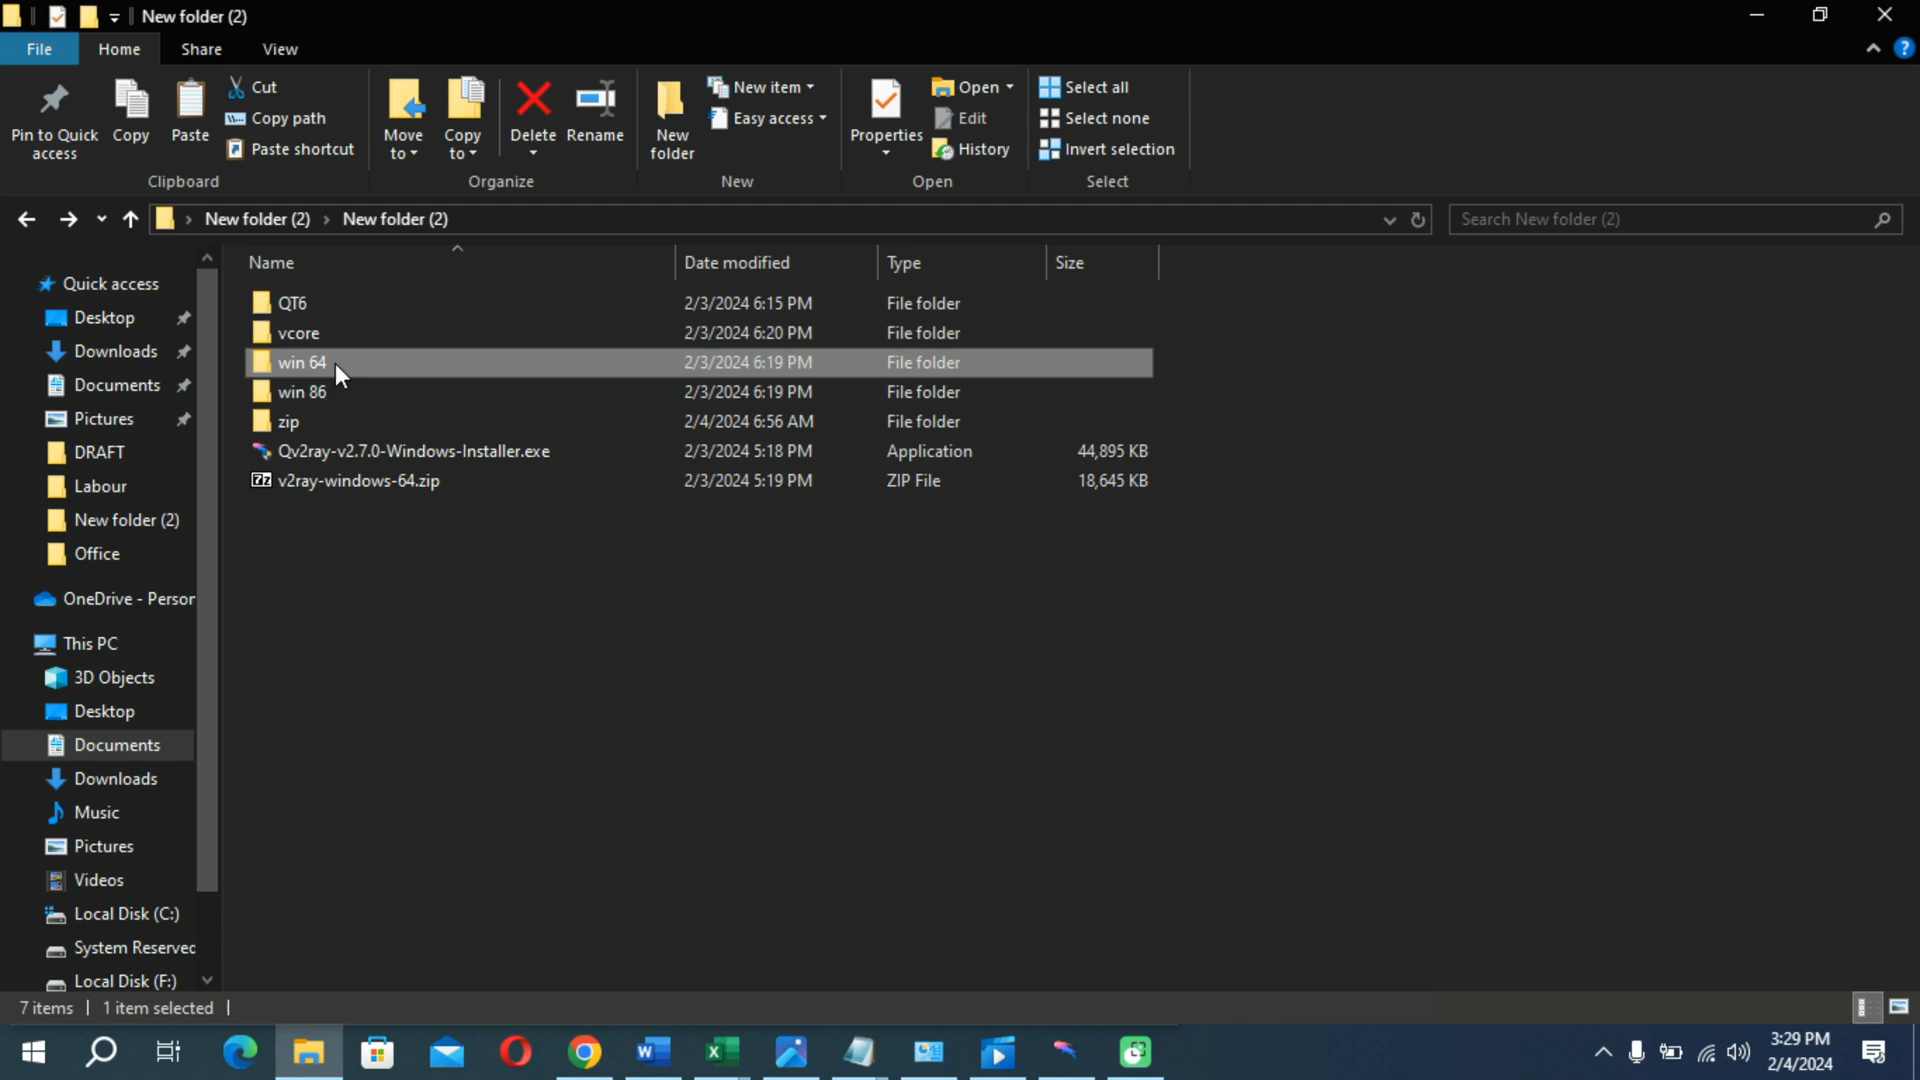 New folder (2)
File Home Share View
Pin to Quick access
Copy
Paste
Cut
Copy path
Paste shortcut
Clipboard
Move to
Copy to
Delete
Rename
Organize
New folder
New item
Easy access
New
Properties
Open
Edit
History
Open
Select all
Select none
Invert selection
Select
New folder (2) › New folder (2)
Search New folder (2)
Name Date modified Type Size
QT6 2/3/2024 6:15 PM File folder
vcore 2/3/2024 6:20 PM File folder
win 64 2/3/2024 6:19 PM File folder
win 86 2/3/2024 6:19 PM File folder
zip 2/4/2024 6:56 AM File folder
Qv2ray-v2.7.0-Windows-Installer.exe 2/3/2024 5:18 PM Application 44,895 KB
v2ray-windows-64.zip 2/3/2024 5:19 PM ZIP File 18,645 KB
Quick access
Desktop
Downloads
Documents
Pictures
DRAFT
Labour
New folder (2)
Office
OneDrive - Person
This PC
3D Objects
Desktop
Documents
Downloads
Music
Pictures
Videos
Local Disk (C:)
System Reserved
Local Disk (F:)
7 items 1 item selected
3:29 PM
2/4/2024